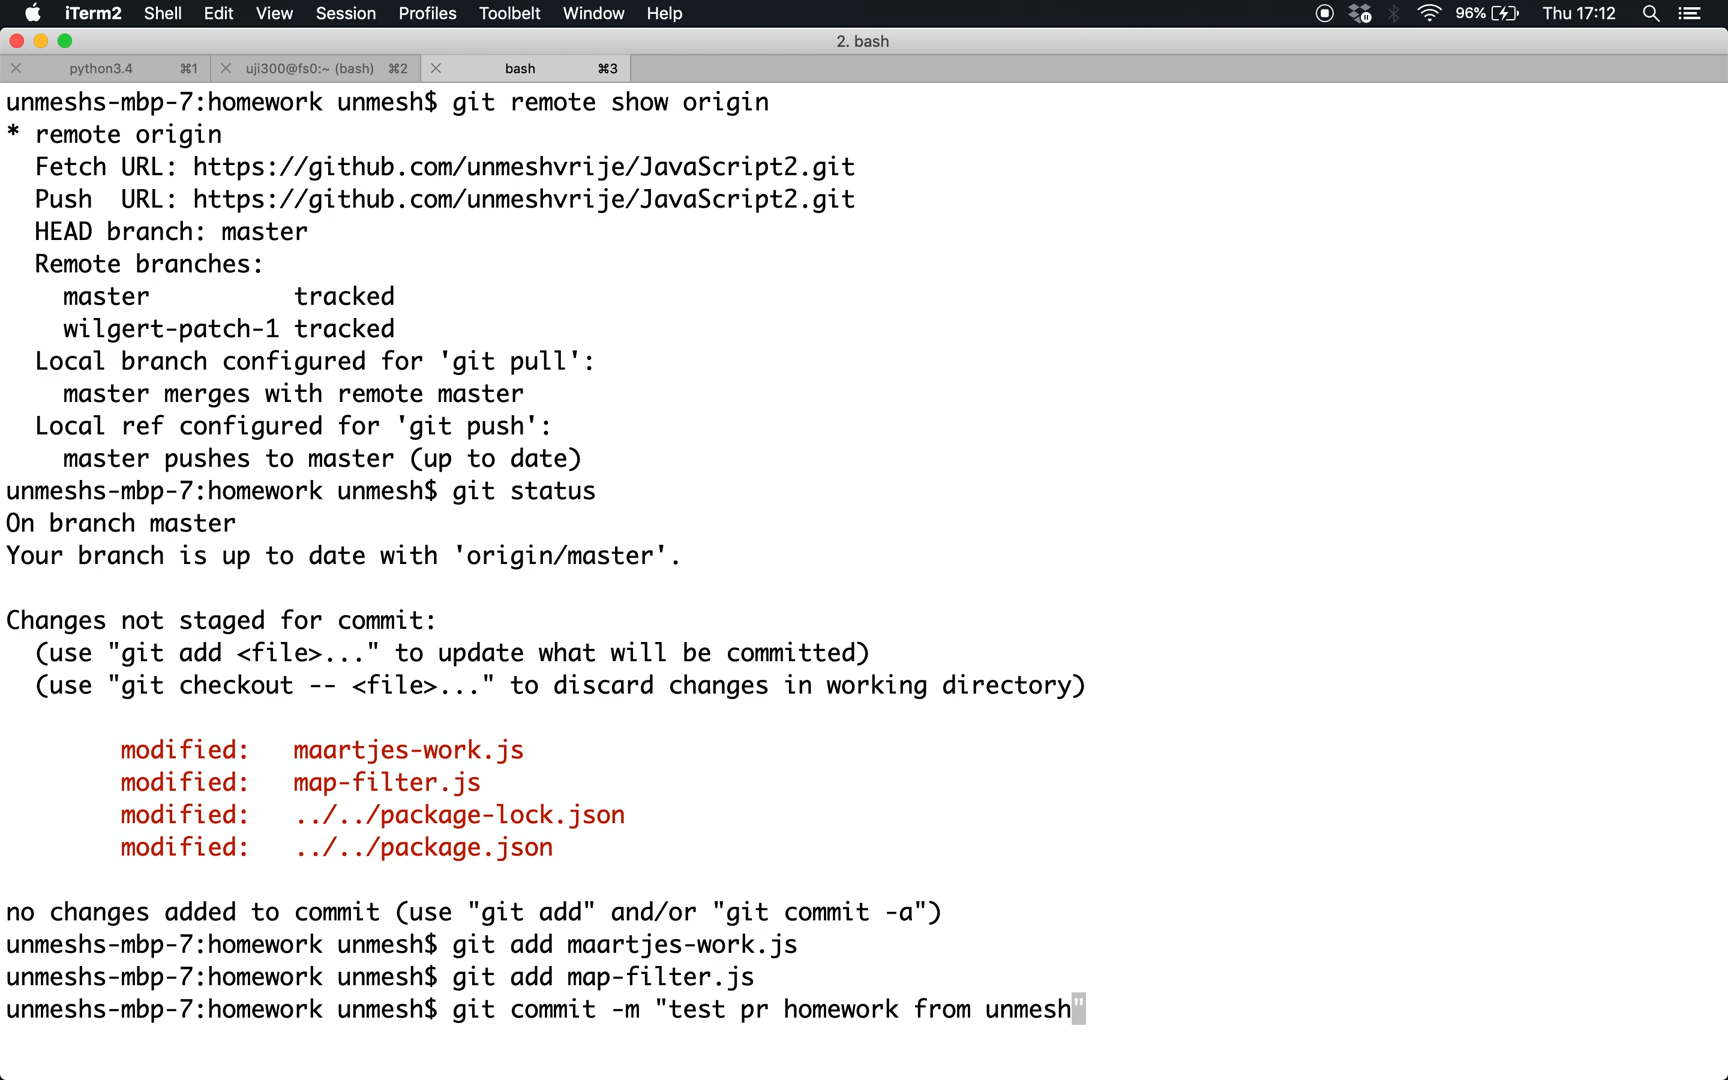 iTerm2 Shell Edit View Session Profiles Toolbelt Window Help 96% Thu 17:12
2. bash
python3.4 ⌘1 uji300@fs0:~ (bash) ⌘2 bash ⌘3
unmeshs-mbp-7:homework unmesh$ git remote show origin
* remote origin
  Fetch URL: https://github.com/unmeshvrije/JavaScript2.git
  Push  URL: https://github.com/unmeshvrije/JavaScript2.git
  HEAD branch: master
  Remote branches:
    master          tracked
    wilgert-patch-1 tracked
  Local branch configured for 'git pull':
    master merges with remote master
  Local ref configured for 'git push':
    master pushes to master (up to date)
unmeshs-mbp-7:homework unmesh$ git status
On branch master
Your branch is up to date with 'origin/master'.
Changes not staged for commit:
  (use "git add <file>..." to update what will be committed)
  (use "git checkout -- <file>..." to discard changes in working directory)
        modified:   maartjes-work.js
        modified:   map-filter.js
        modified:   ../../package-lock.json
        modified:   ../../package.json
no changes added to commit (use "git add" and/or "git commit -a")
unmeshs-mbp-7:homework unmesh$ git add maartjes-work.js
unmeshs-mbp-7:homework unmesh$ git add map-filter.js
unmeshs-mbp-7:homework unmesh$ git commit -m "test pr homework from unmesh"